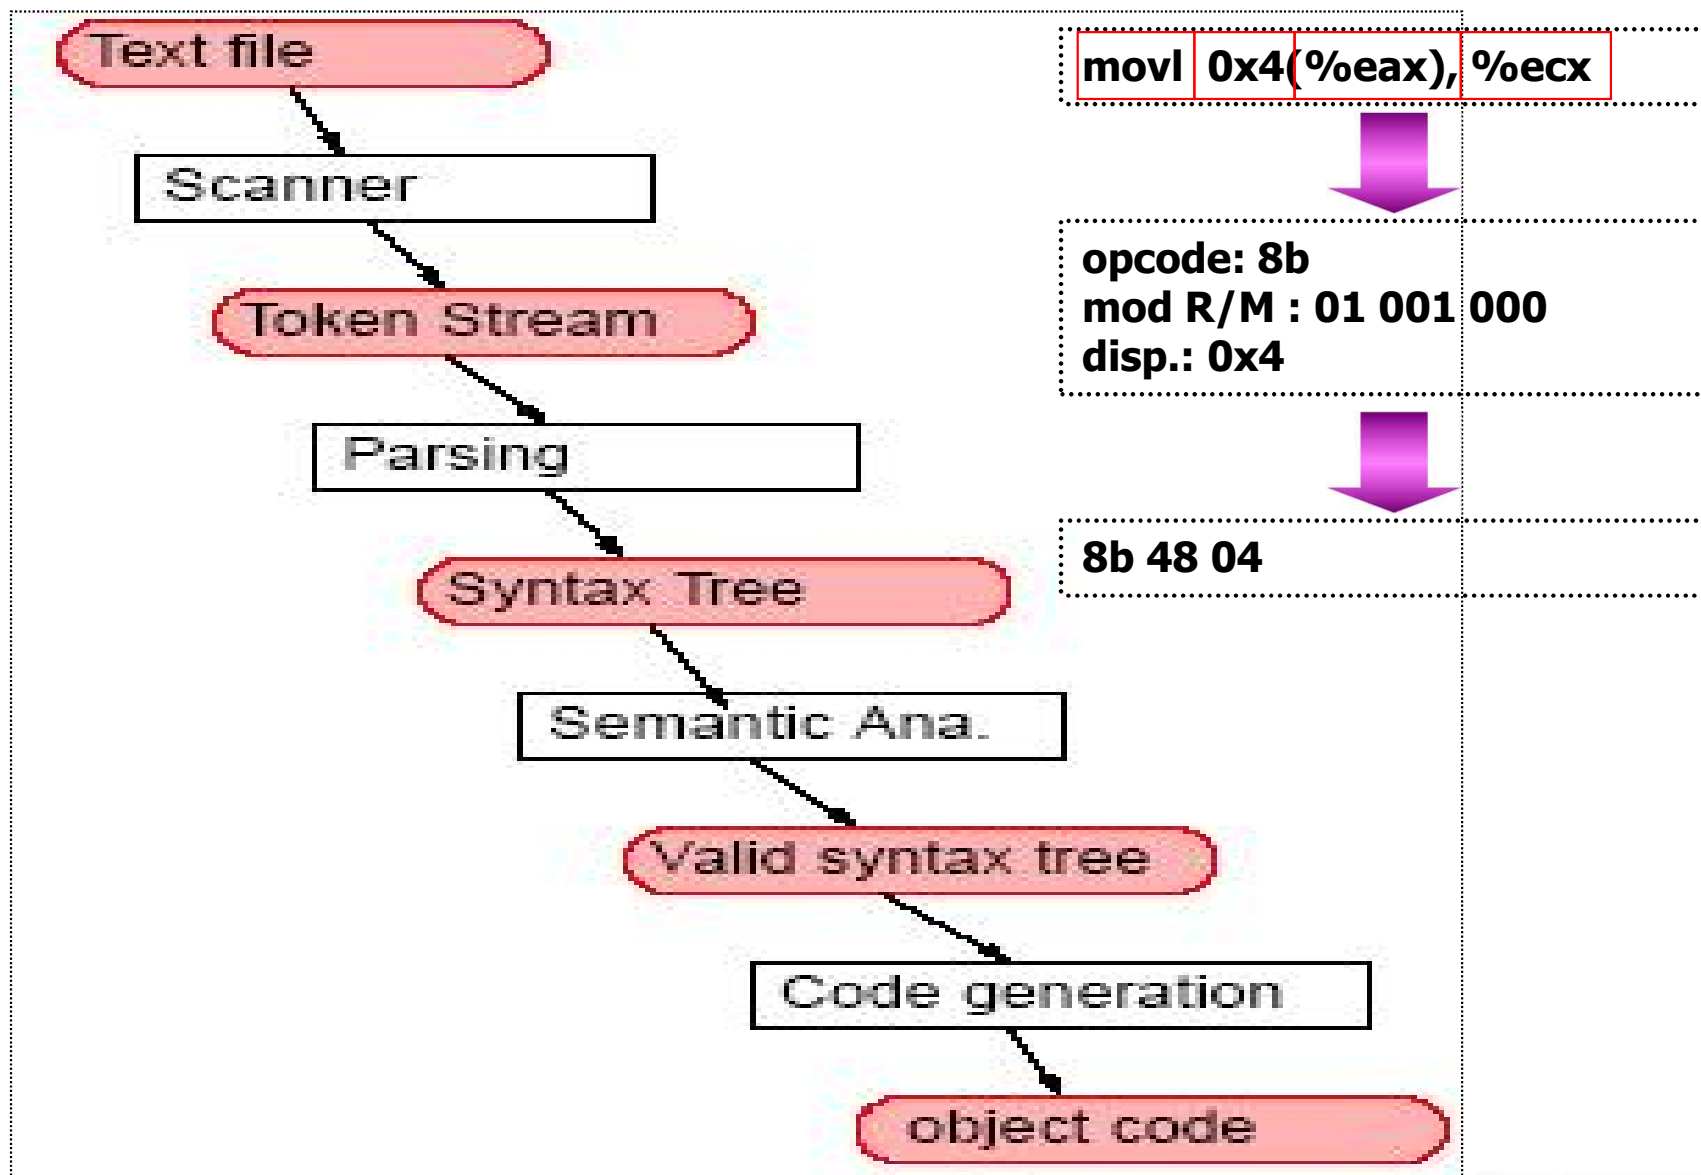 Text file
Scanner
Token Stream
Parsing
Syntax Tree
Semantic Ana.
Valid syntax tree
Code generation
object code
movl 0x4(%eax), %ecx
opcode: 8b
mod R/M : 01 001 000
disp.: 0x4
8b 48 04